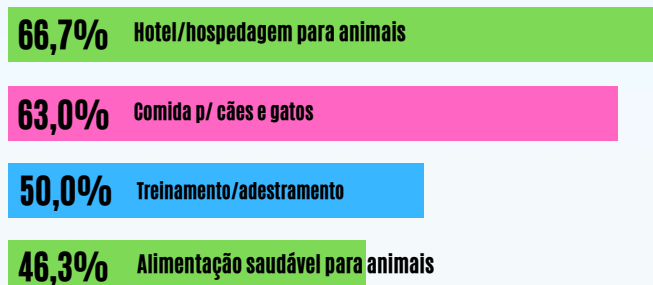 66,7% Hotel/hospedagem para animais
63,0% Comida p/ cães e gatos
50,0% Treinamento/adestramento
46,3% Alimentação saudável para animais